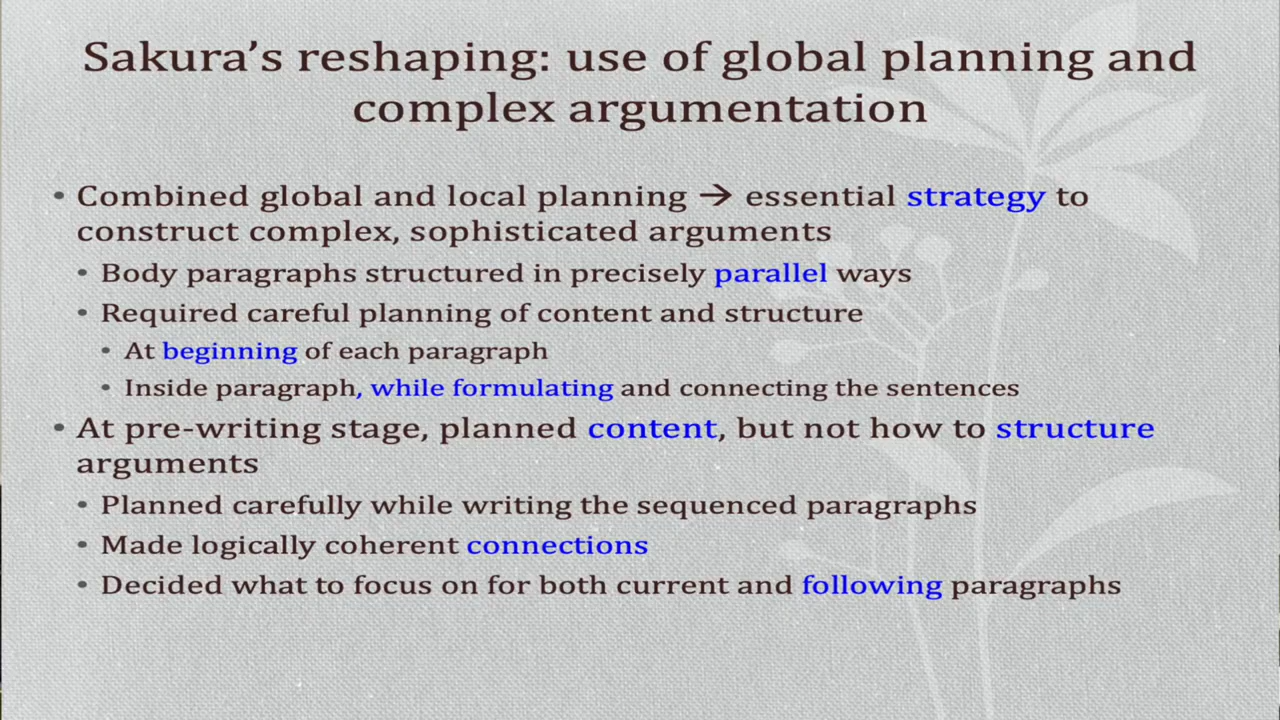 Sakura's reshaping: use of global planning and
complex argumentation
• Combined global and local planning → essential strategy to
construct complex, sophisticated arguments
• Body paragraphs structured in precisely parallel ways
• Required careful planning of content and structure
• At beginning of each paragraph
• Inside paragraph, while formulating and connecting the sentences
• At pre-writing stage, planned content, but not how to structure
arguments
• Planned carefully while writing the sequenced paragraphs
• Made logically coherent connections
• Decided what to focus on for both current and following paragraphs